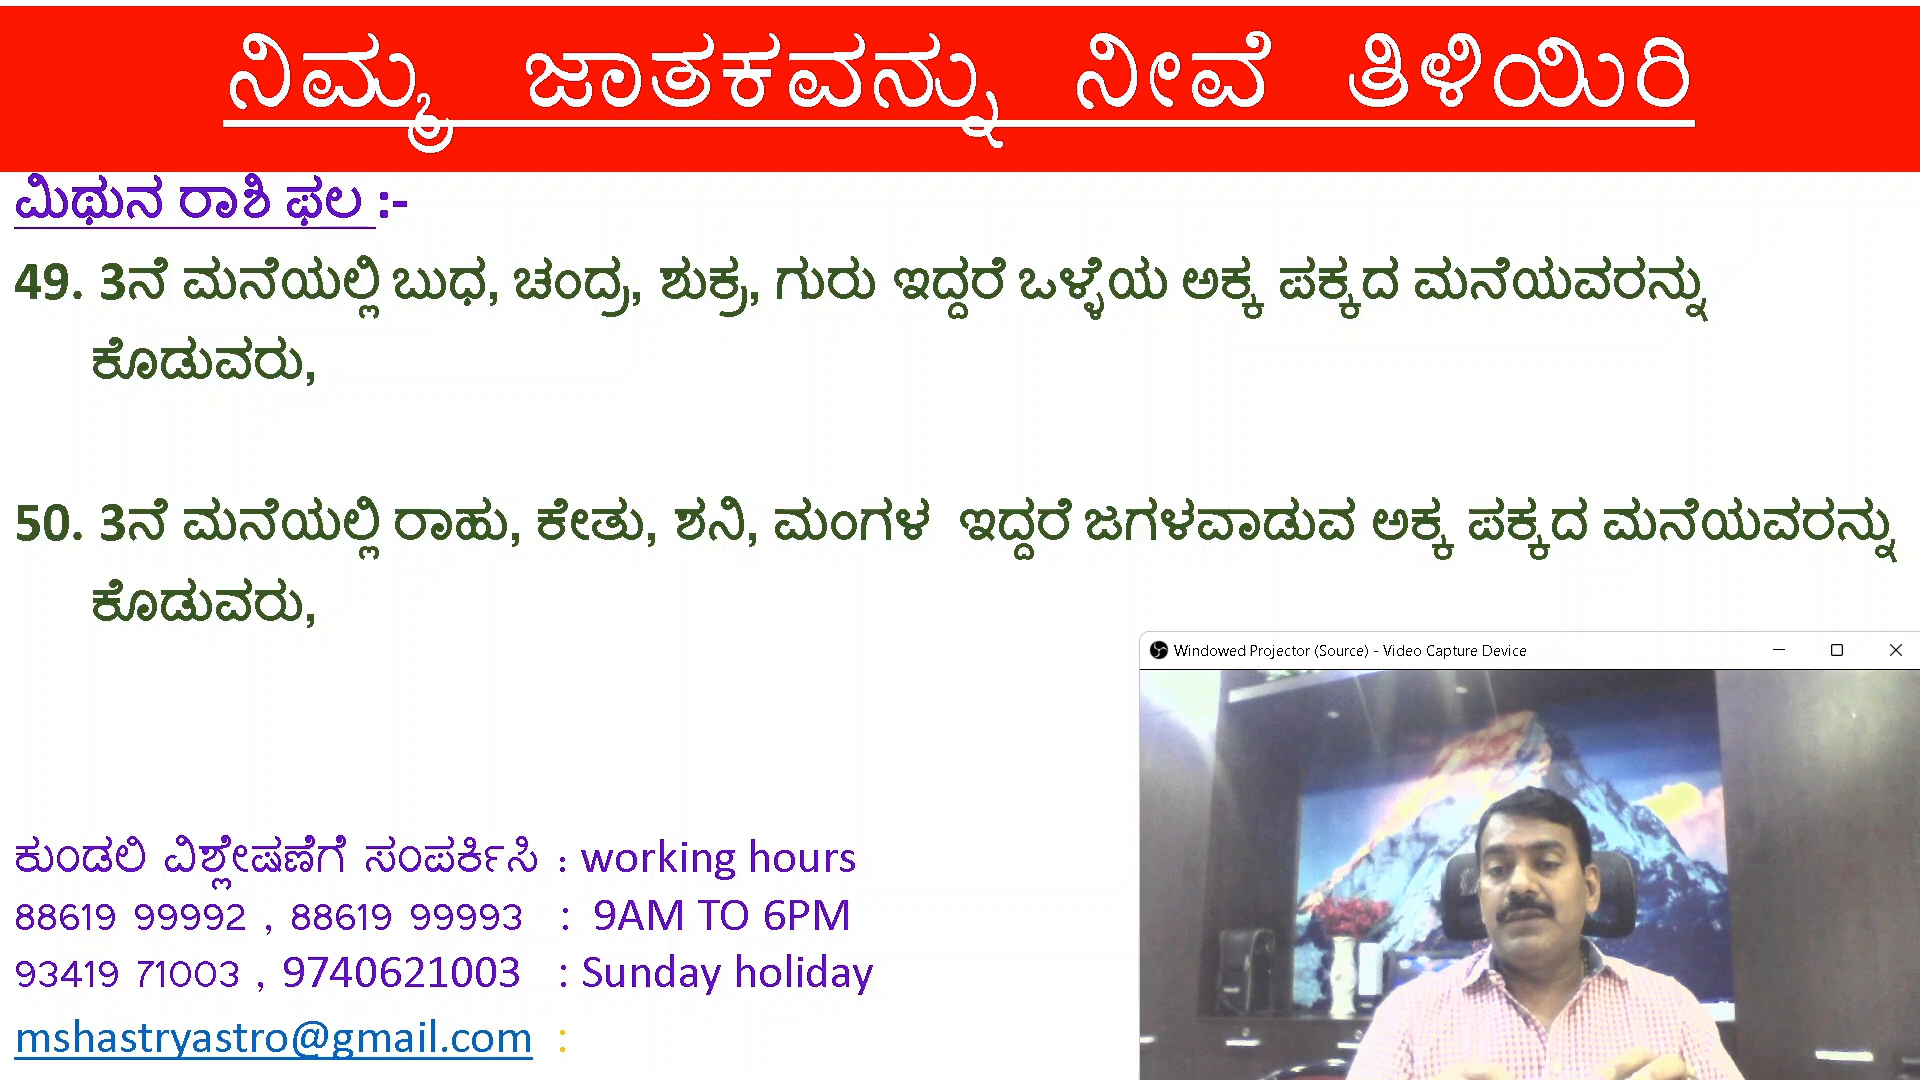 ನಿಮ್ಮ ಜಾತಕವನ್ನು ನೀವೆ ತಿಳಿಯಿರಿ
ಮಿಥುನ ರಾಶಿ ಫಲ :-
49. 3ನೆ ಮನೆಯಲ್ಲಿ ಬುಧ, ಚಂದ್ರ, ಶುಕ್ರ, ಗುರು ಇದ್ದರೆ ಒಳ್ಳೆಯ ಅಕ್ಕ ಪಕ್ಕದ ಮನೆಯವರನ್ನು
ಕೊಡುವರು,
50. 3ನೆ ಮನೆಯಲ್ಲಿ ರಾಹು, ಕೇತು, ಶನಿ, ಮಂಗಳ ಇದ್ದರೆ ಜಗಳವಾಡುವ ಅಕ್ಕ ಪಕ್ಕದ ಮನೆಯವರನ್ನು
ಕೊಡುವರು,
Windowed Projector (Source) - Video Capture Device
ಕುಂಡಲಿ ವಿಶ್ಲೇಷಣೆಗೆ ಸಂಪರ್ಕಿಸಿ : working hours
88619 99992 , 88619 99993 : 9AM TO 6PM
93419 71003 , 9740621003 : Sunday holiday
mshastryastro@gmail.com :